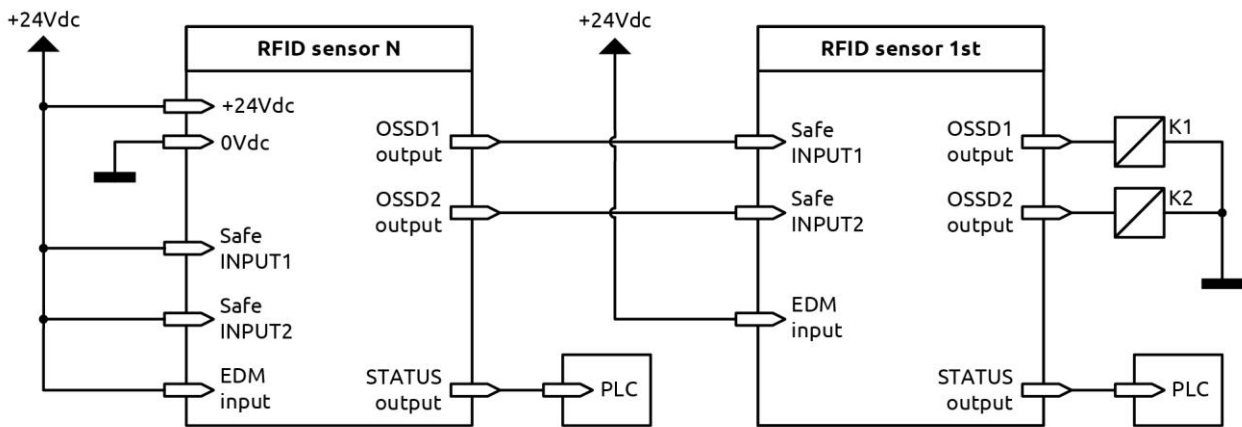 +24Vdc
RFID sensor N
+24Vdc
0Vdc
Safe
INPUT1
Safe
INPUT2
EDM
input
OSSD1
output
OSSD2
output
STATUS
output
PLC
+24Vdc
RFID sensor 1st
Safe
INPUT1
Safe
INPUT2
EDM
input
OSSD1
output
OSSD2
output
STATUS
output
K1
K2
PLC